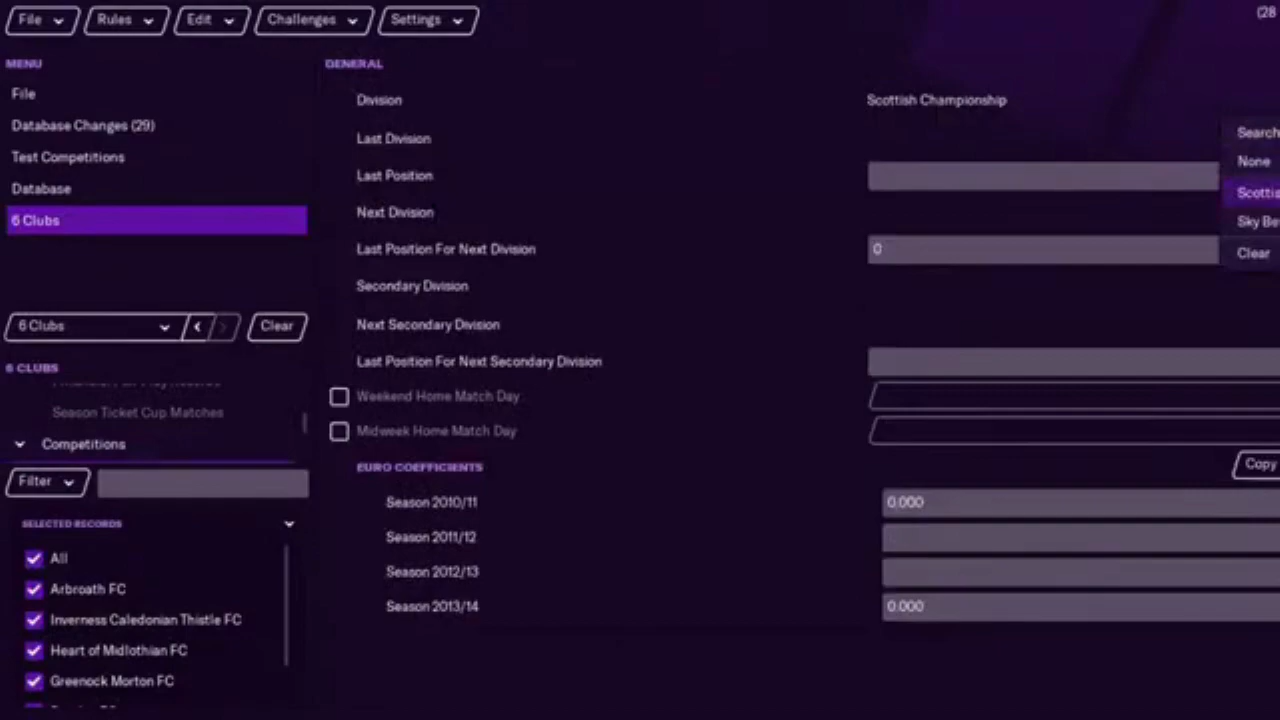 File Rules Edit Challenges Settings (28
MENU
File
Database Changes (29)
Test Competitions
Database
6 Clubs
6 Clubs Clear
6 CLUBS
Season Ticket Cup Matches
Competitions
Filter
SELECTED RECORDS
All
Arbroath FC
Inverness Caledonian Thistle FC
Heart of Midlothian FC
Greenock Morton FC
GENERAL
Division Scottish Championship
Last Division
Last Position
Next Division
Last Position For Next Division 0
Secondary Division
Next Secondary Division
Last Position For Next Secondary Division
Weekend Home Match Day
Midweek Home Match Day
Copy
EURO COEFFICIENTS
Season 2010/11 0.000
Season 2011/12
Season 2012/13
Season 2013/14 0.000
Search
None
Scottis
Sky Be
Clear